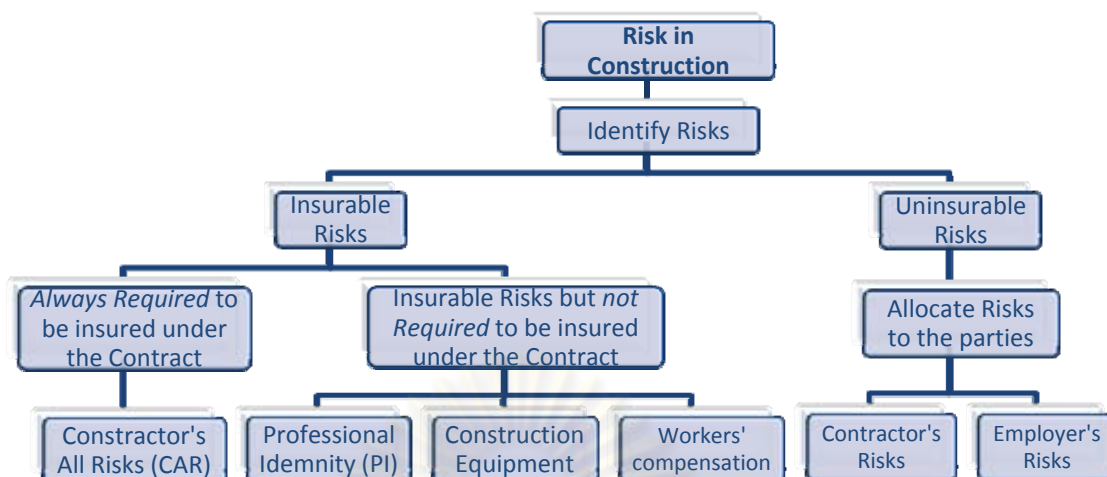 Risk in
Construction
Identify Risks
Insurable
Risks
Uninsurable
Risks
Always Required to
be insured under
the Contract
Insurable Risks but not
Required to be insured
under the Contract
Allocate Risks
to the parties
Constractor's
All Risks (CAR)
Professional
Idemnity (PI)
Construction
Equipment
Workers'
compensation
Contractor's
Risks
Employer's
Risks